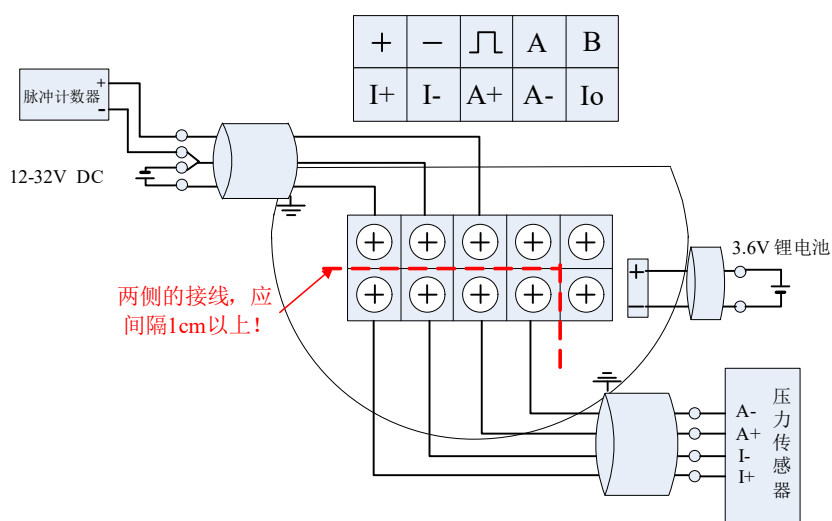 + − ⎍ A B
I+ I- A+ A- Io
脉冲计数器
+
-
12-32V DC
两侧的接线，应
间隔1cm以上！
+
−
3.6V 锂电池
A-
A+
I-
I+
压力传感器